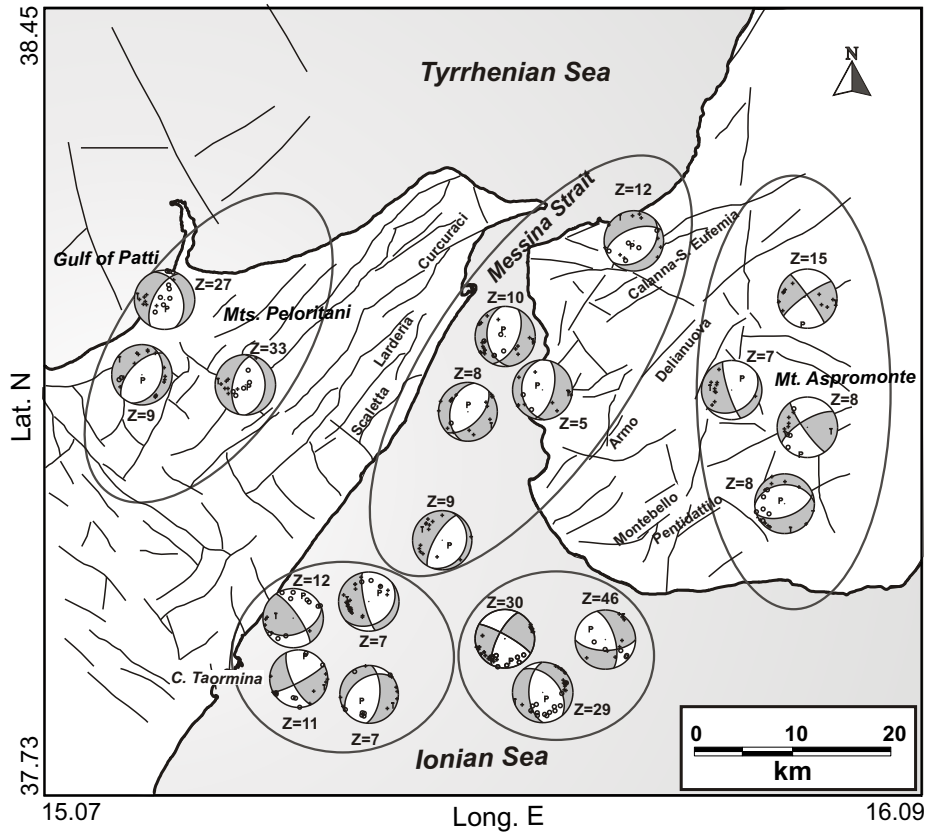 38.45
Tyrrhenian Sea
N
Messina Strait
Z=12
Curcuraci
Calanna-S. Eufemia
Gulf of Patti
Z=27
Z=15
Mts. Peloritani
Z=10
Larderia
Delianuova
Z=33
Z=7
Z=8
Mt. Aspromonte
Z=9
Scaletta
Z=5
Armo
Z=8
Lat. N
Z=9
Z=8
Montebello
Pentidattilo
Z=12
Z=30
Z=46
Z=7
C. Taormina
Z=11
Z=7
Z=29
Ionian Sea
0 10 20
km
37.73
15.07
Long. E
16.09